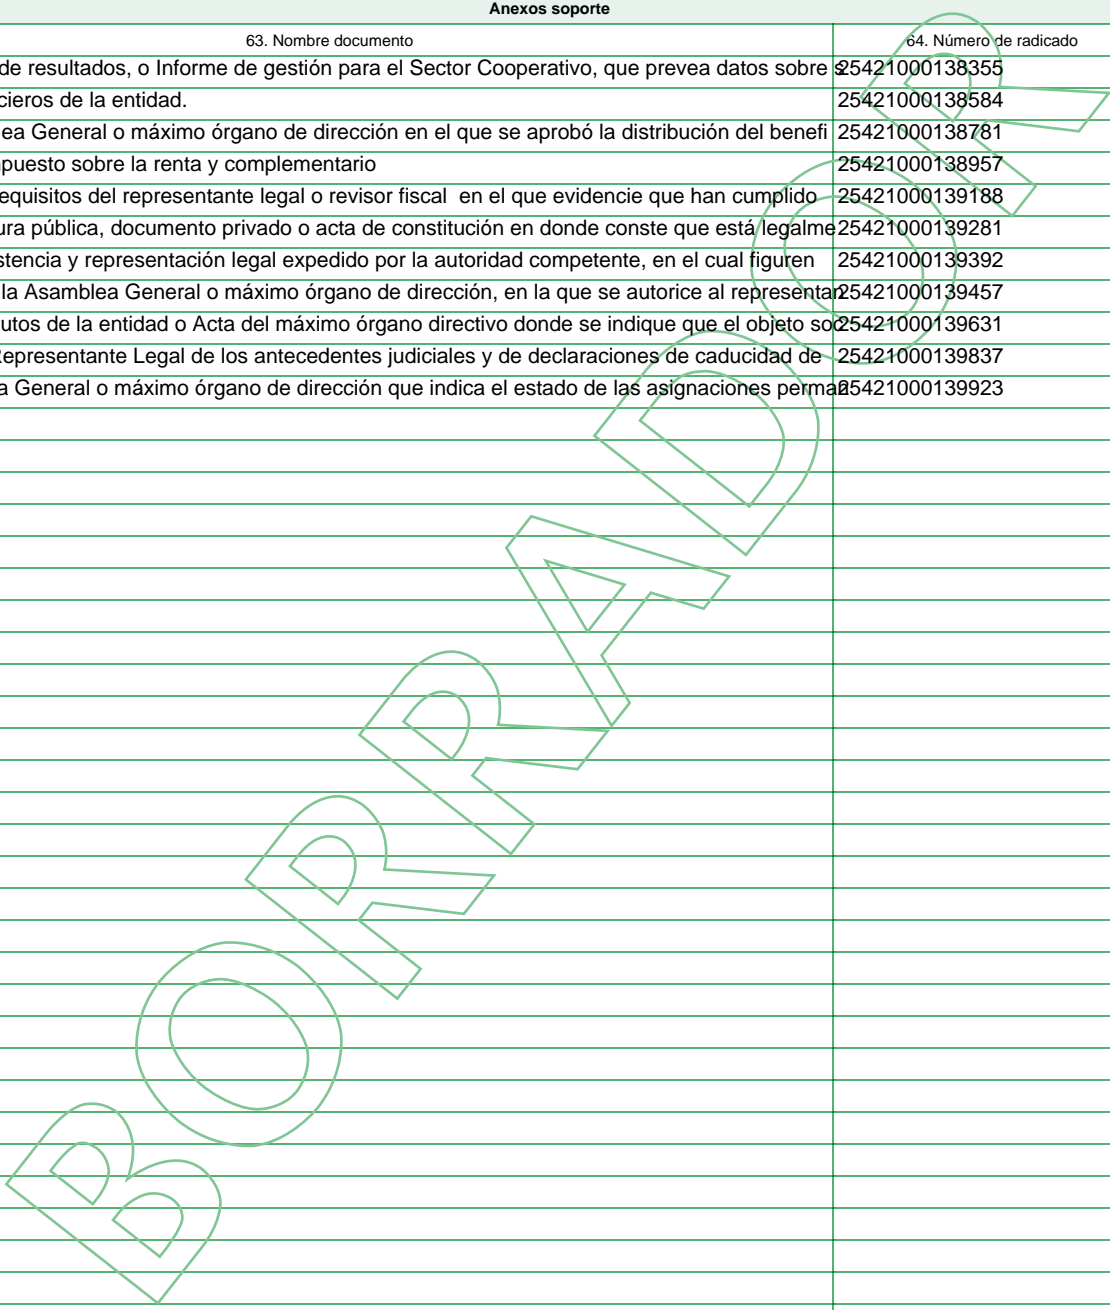 Anexos soporte
63. Nombre documento 64. Número de radicado
de resultados, o Informe de gestión para el Sector Cooperativo, que prevea datos sobre s 25421000138355
cieros de la entidad. 25421000138584
ea General o máximo órgano de dirección en el que se aprobó la distribución del benefi 25421000138781
puesto sobre la renta y complementario 25421000138957
equisitos del representante legal o revisor fiscal en el que evidencie que han cumplido 25421000139188
ura pública, documento privado o acta de constitución en donde conste que está legalme 25421000139281
stencia y representación legal expedido por la autoridad competente, en el cual figuren 25421000139392
la Asamblea General o máximo órgano de dirección, en la que se autorice al representan 25421000139457
utos de la entidad o Acta del máximo órgano directivo donde se indique que el objeto soc 25421000139631
Representante Legal de los antecedentes judiciales y de declaraciones de caducidad de 25421000139837
a General o máximo órgano de dirección que indica el estado de las asignaciones perman 25421000139923
BORRADOR